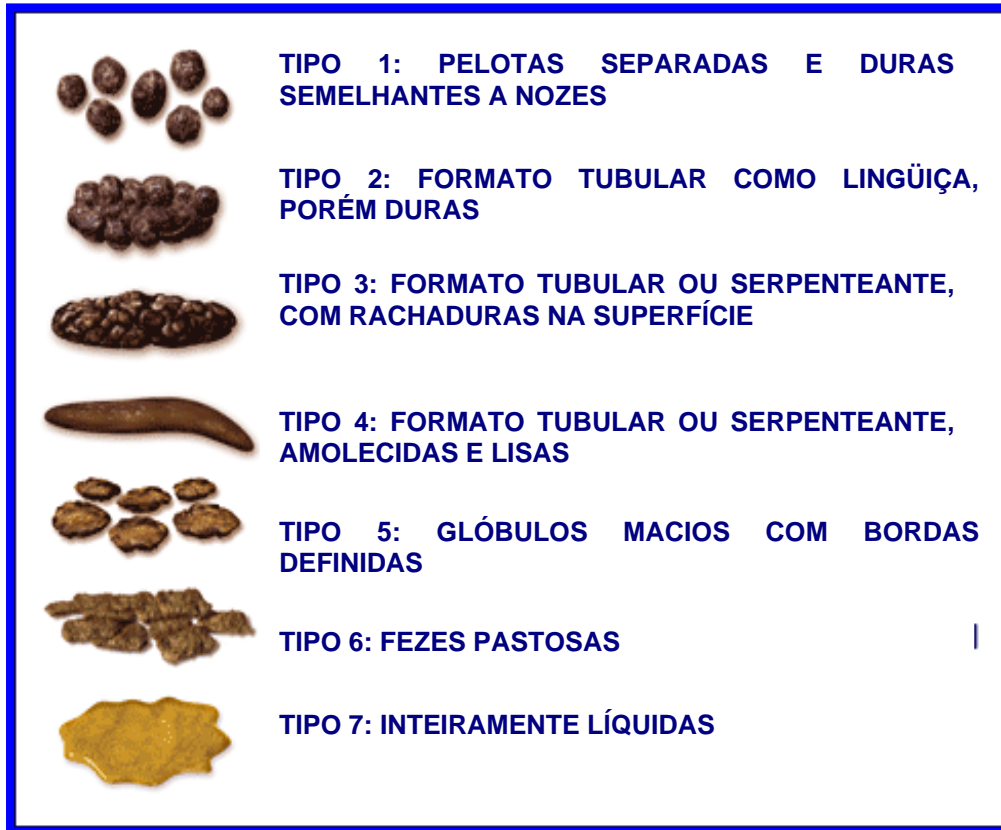 TIPO 1: PELOTAS SEPARADAS E DURAS
SEMELHANTES A NOZES
TIPO 2: FORMATO TUBULAR COMO LINGÜIÇA,
PORÉM DURAS
TIPO 3: FORMATO TUBULAR OU SERPENTEANTE,
COM RACHADURAS NA SUPERFÍCIE
TIPO 4: FORMATO TUBULAR OU SERPENTEANTE,
AMOLECIDAS E LISAS
TIPO 5: GLÓBULOS MACIOS COM BORDAS
DEFINIDAS
TIPO 6: FEZES PASTOSAS
TIPO 7: INTEIRAMENTE LÍQUIDAS